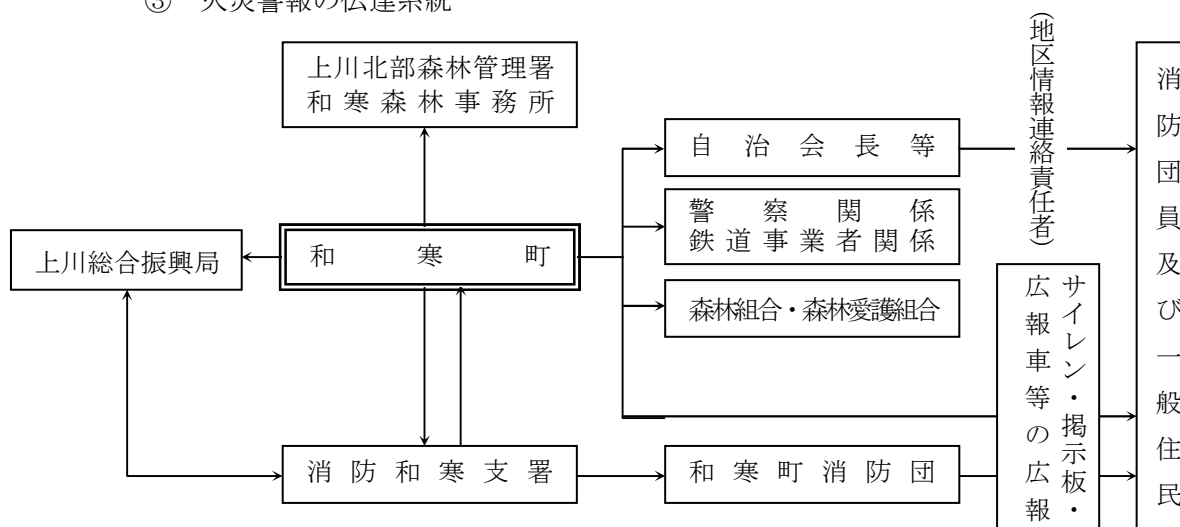 ③　火災警報の伝達系統
上川北部森林管理署
和寒森林事務所
自治会長等
（地区情報連絡責任者）
警察関係
鉄道事業者関係
上川総合振興局
和寒町
森林組合・森林愛護組合
サイレン・掲示板・
広報車等の広報
消防和寒支署
和寒町消防団
消防団員及び一般住民